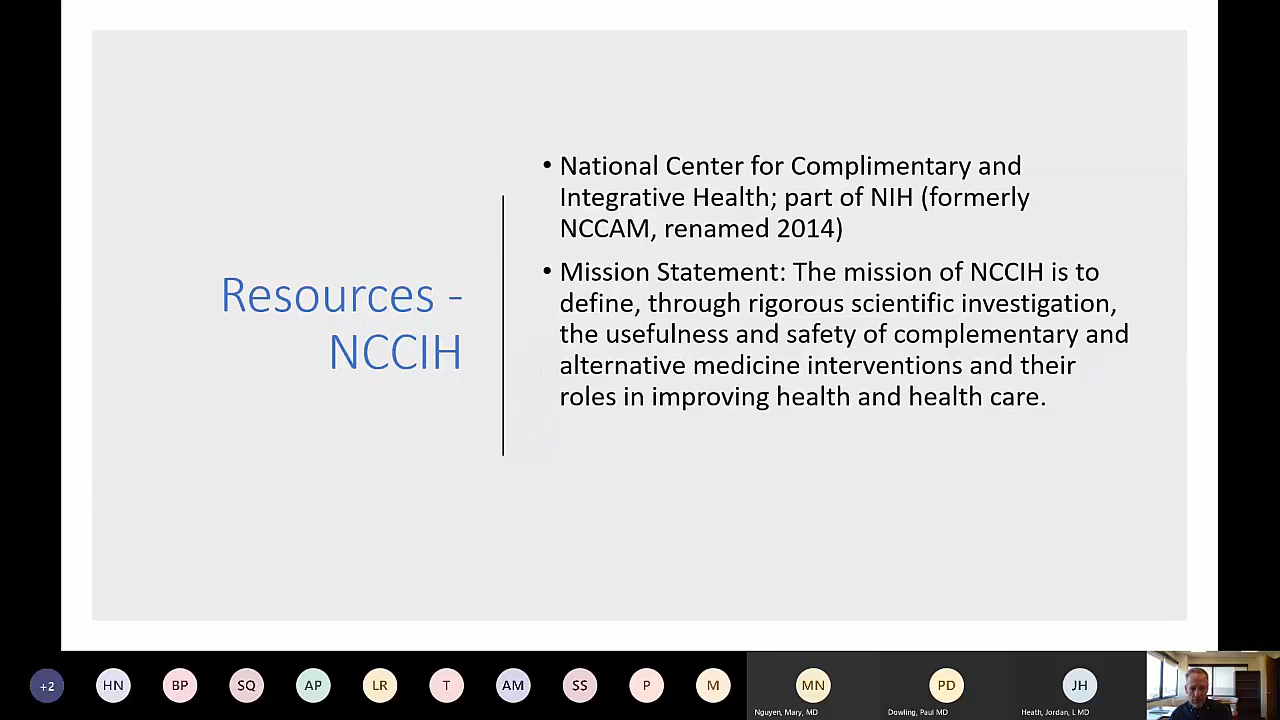 Resources -
NCCIH
• National Center for Complimentary and
Integrative Health; part of NIH (formerly
NCCAM, renamed 2014)
• Mission Statement: The mission of NCCIH is to
define, through rigorous scientific investigation,
the usefulness and safety of complementary and
alternative medicine interventions and their
roles in improving health and health care.
+2
HN
BP
SQ
AP
LR
T
AM
SS
P
M
MN
Nguyen, Mary, MD
PD
Dowling, Paul MD
JH
Heath, Jordan, L MD